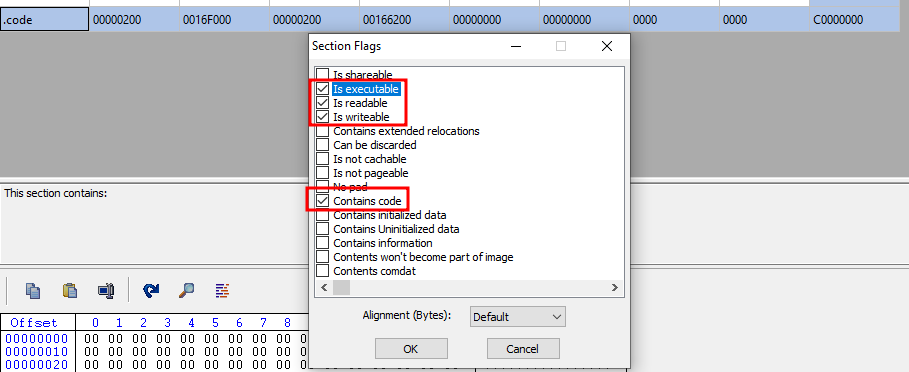 .code 00000200 0016F000 00000200 00166200 00000000 00000000 0000 0000 C0000000
Section Flags
Is shareable
Is executable
Is readable
Is writeable
Contains extended relocations
Can be discarded
Is not cachable
Is not pageable
No pad
Contains code
Contains initialized data
Contains Uninitialized data
Contains information
Contents won't become part of image
Contents comdat
This section contains:
Alignment (Bytes): Default
OK Cancel
Offset 0 1 2 3 4 5 6 7 8
00000000 00 00 00 00 00 00 00 00 00
00000010 00 00 00 00 00 00 00 00 00
00000020 00 00 00 00 00 00 00 00 00